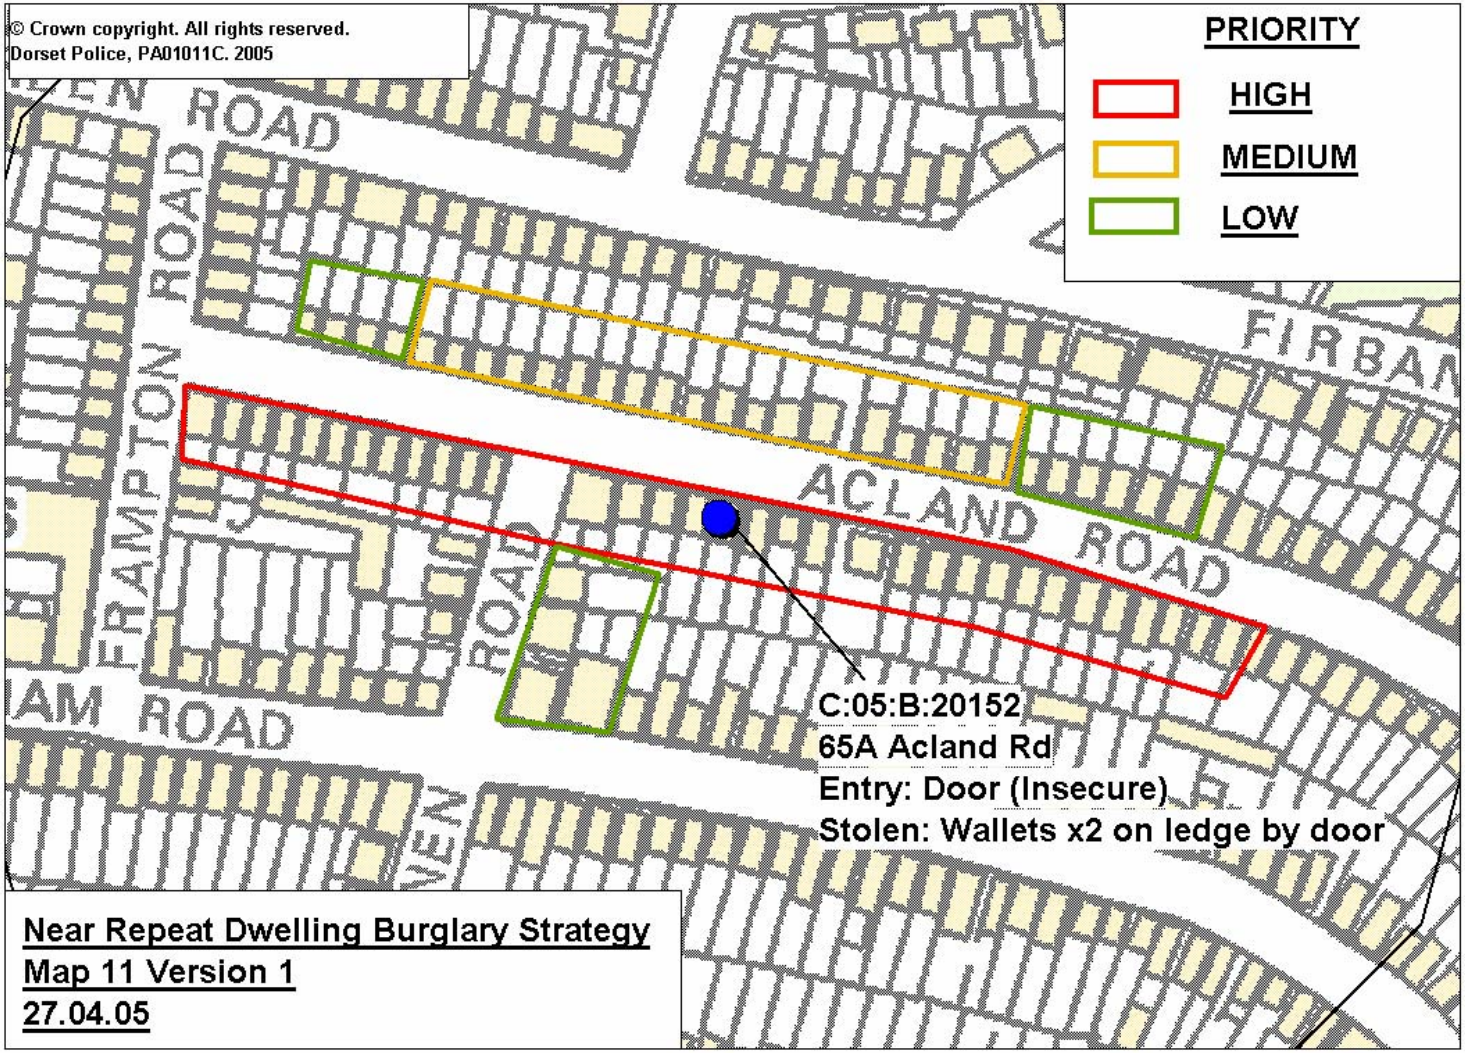 © Crown copyright. All rights reserved.
Dorset Police, PA01011C. 2005
PRIORITY
HIGH
MEDIUM
LOW
ROAD
ROAD
FRAMPTON
ACLAND ROAD
ROAD
AM ROAD
VEN
FIRBAN
C:05:B:20152
65A Acland Rd
Entry: Door (Insecure)
Stolen: Wallets x2 on ledge by door
Near Repeat Dwelling Burglary Strategy
Map 11 Version 1
27.04.05